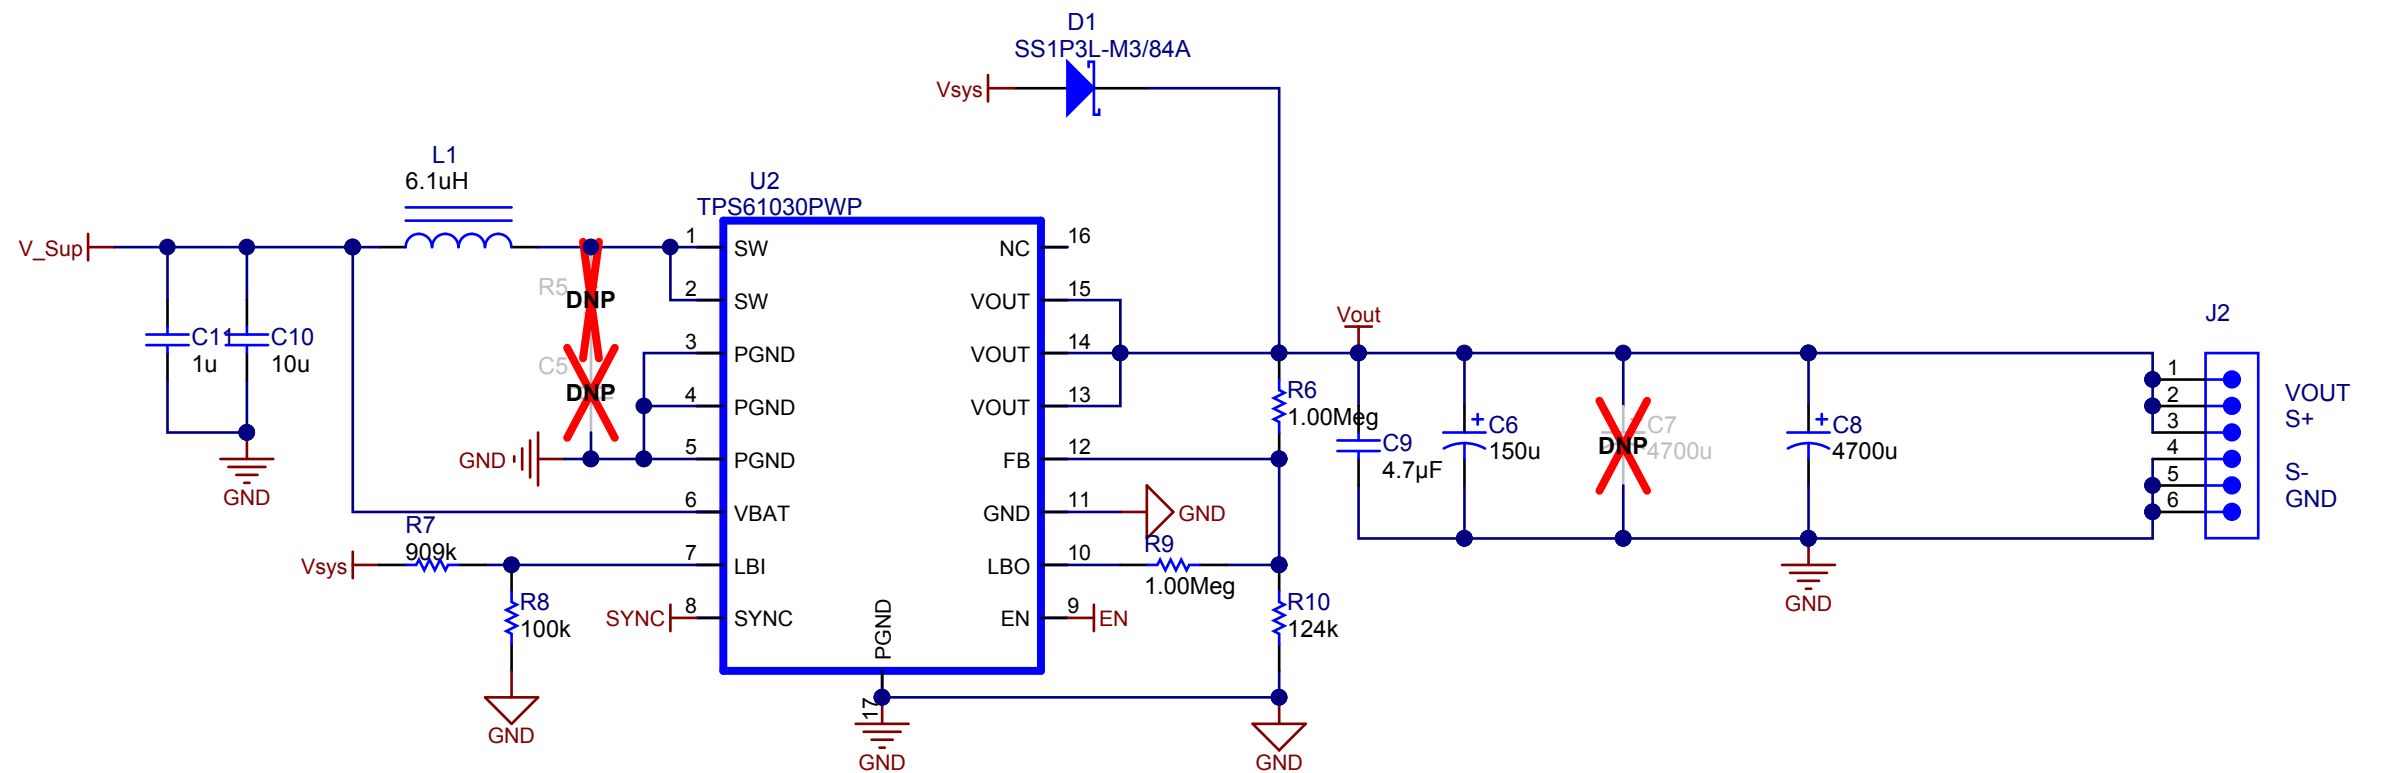 D1
SS1P3L-M3/84A
Vsys
L1
6.1uH
U2
TPS61030PWP
V_Sup
C11
1u
C10
10u
GND
R5
DNP
C5
DNP
GND
1
SW
2
SW
3
PGND
4
PGND
5
PGND
6
VBAT
7
LBI
8
SYNC
SYNC
R7
909k
Vsys
R8
100k
GND
PGND
17
GND
NC
16
VOUT
15
VOUT
14
VOUT
13
FB
12
GND
11
GND
LBO
10
EN
9
EN
R9
1.00Meg
R6
1.00Meg
R10
124k
GND
Vout
C9
4.7µF
C6
150u
C7
4700u
DNP
C8
4700u
GND
J2
1
2
3
4
5
6
VOUT
S+
S-
GND